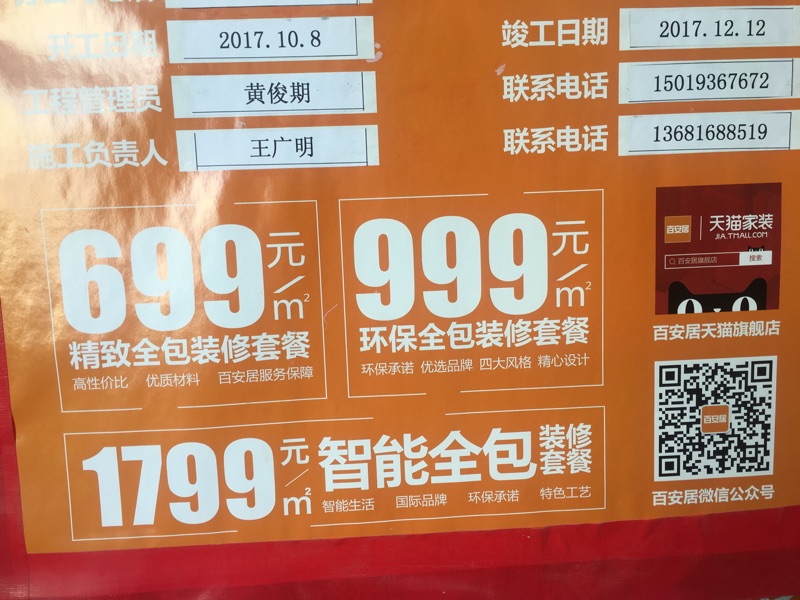 开工日期 2017.10.8 竣工日期 2017.12.12
工程管理员 黄俊期 联系电话 15019367672
施工负责人 王广明 联系电话 13681688519
699元/㎡
精致全包装修套餐
高性价比 优质材料 百安居服务保障
999元/㎡
环保全包装修套餐
环保承诺 优选品牌 四大风格 精心设计
百安居 天猫家装
JIA.TMALL.COM
百安居旗舰店 搜索
百安居天猫旗舰店
1799元/㎡ 智能全包装修套餐
智能生活 国际品牌 环保承诺 特色工艺
百安居
百安居微信公众号